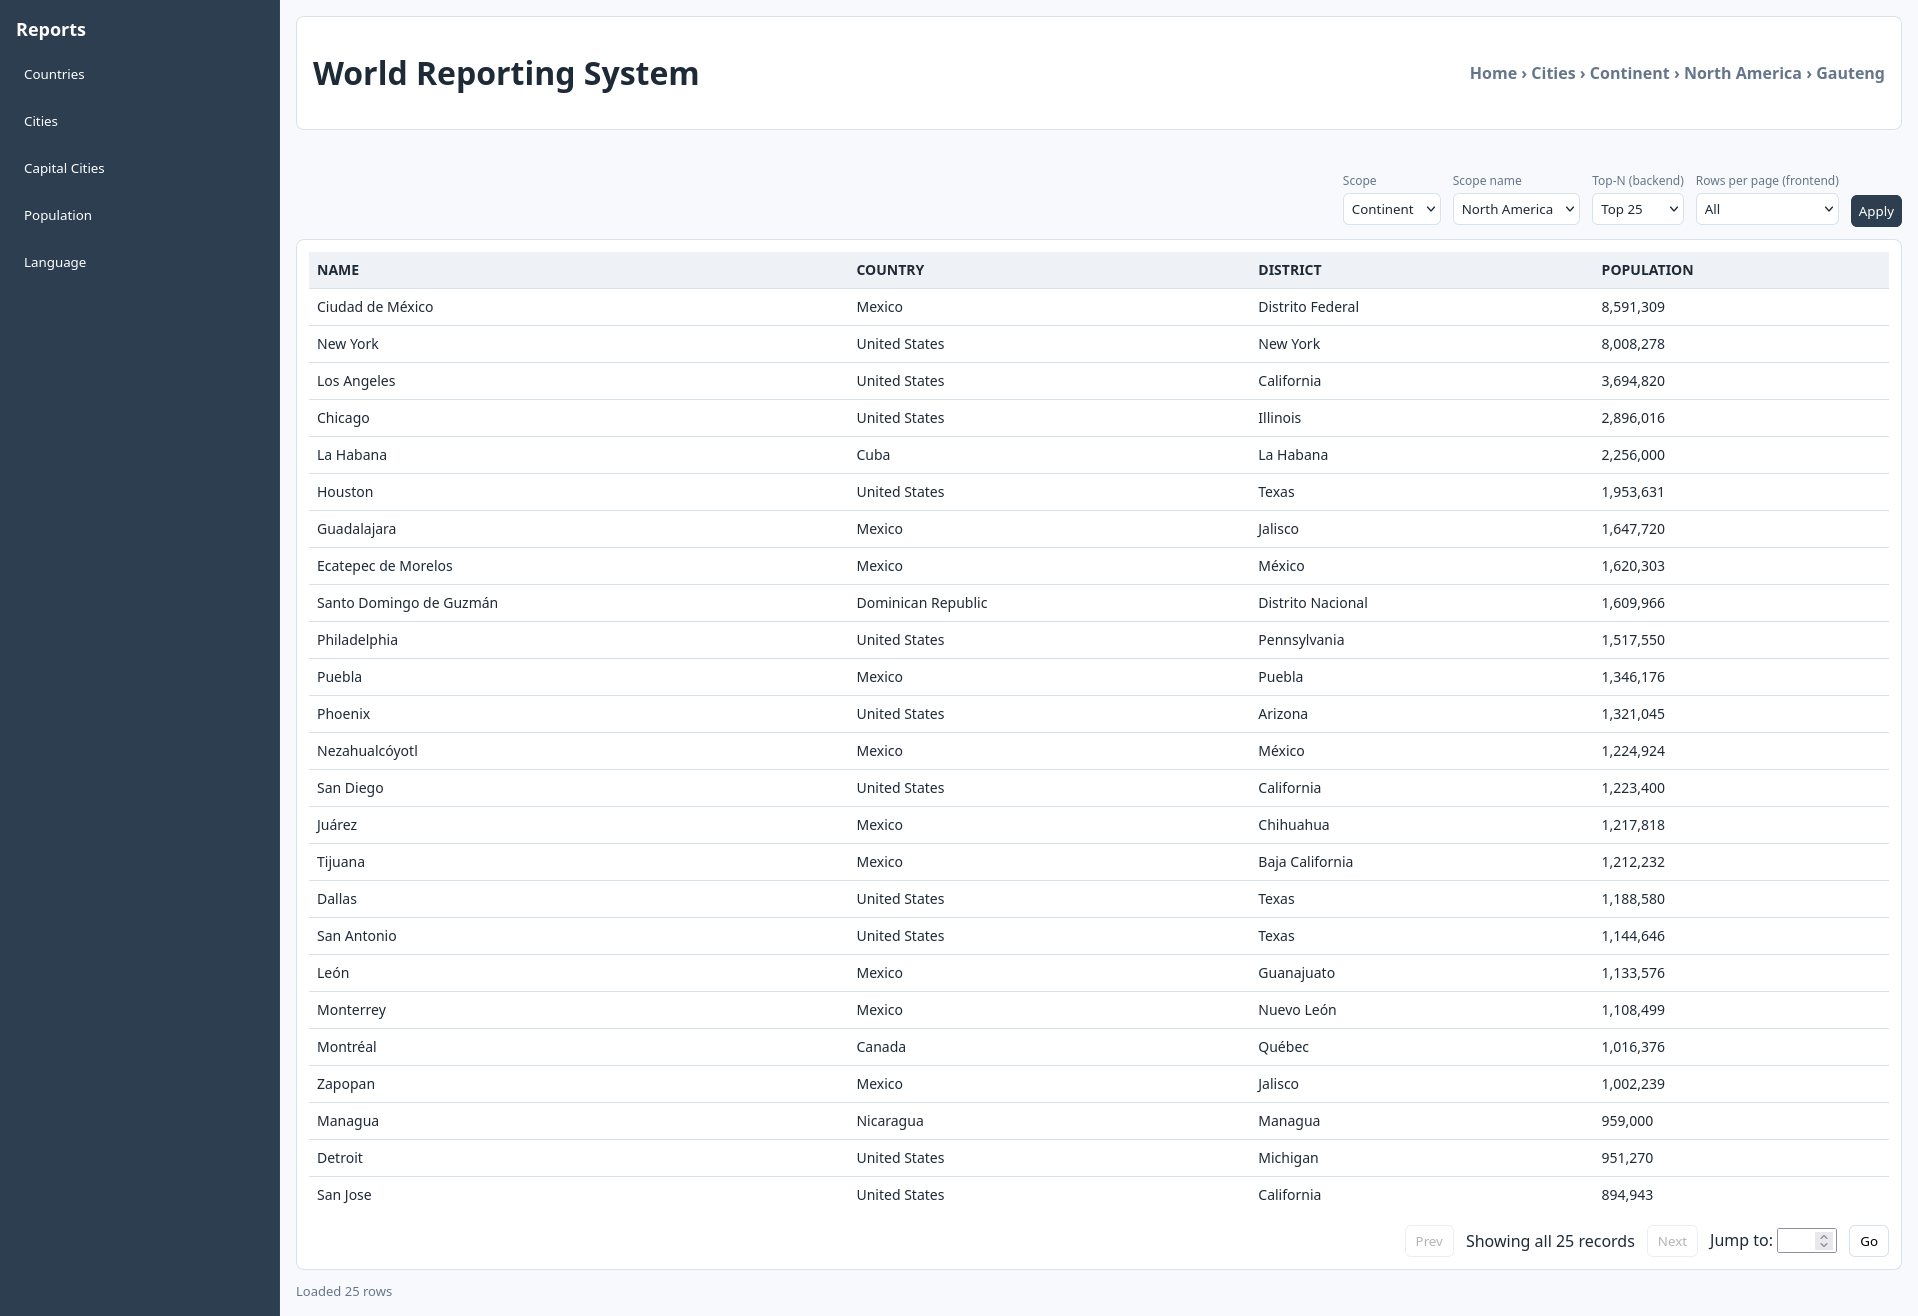 Reports
Countries
Cities
Capital Cities
Population
Language
World Reporting System
Home › Cities › Continent › North America › Gauteng
Scope Scope name Top-N (backend) Rows per page (frontend)
Continent North America Top 25 All Apply
NAME COUNTRY DISTRICT POPULATION
Ciudad de México Mexico Distrito Federal 8,591,309
New York United States New York 8,008,278
Los Angeles United States California 3,694,820
Chicago United States Illinois 2,896,016
La Habana Cuba La Habana 2,256,000
Houston United States Texas 1,953,631
Guadalajara Mexico Jalisco 1,647,720
Ecatepec de Morelos Mexico México 1,620,303
Santo Domingo de Guzmán Dominican Republic Distrito Nacional 1,609,966
Philadelphia United States Pennsylvania 1,517,550
Puebla Mexico Puebla 1,346,176
Phoenix United States Arizona 1,321,045
Nezahualcóyotl Mexico México 1,224,924
San Diego United States California 1,223,400
Juárez Mexico Chihuahua 1,217,818
Tijuana Mexico Baja California 1,212,232
Dallas United States Texas 1,188,580
San Antonio United States Texas 1,144,646
León Mexico Guanajuato 1,133,576
Monterrey Mexico Nuevo León 1,108,499
Montréal Canada Québec 1,016,376
Zapopan Mexico Jalisco 1,002,239
Managua Nicaragua Managua 959,000
Detroit United States Michigan 951,270
San Jose United States California 894,943
Prev Showing all 25 records Next Jump to: Go
Loaded 25 rows